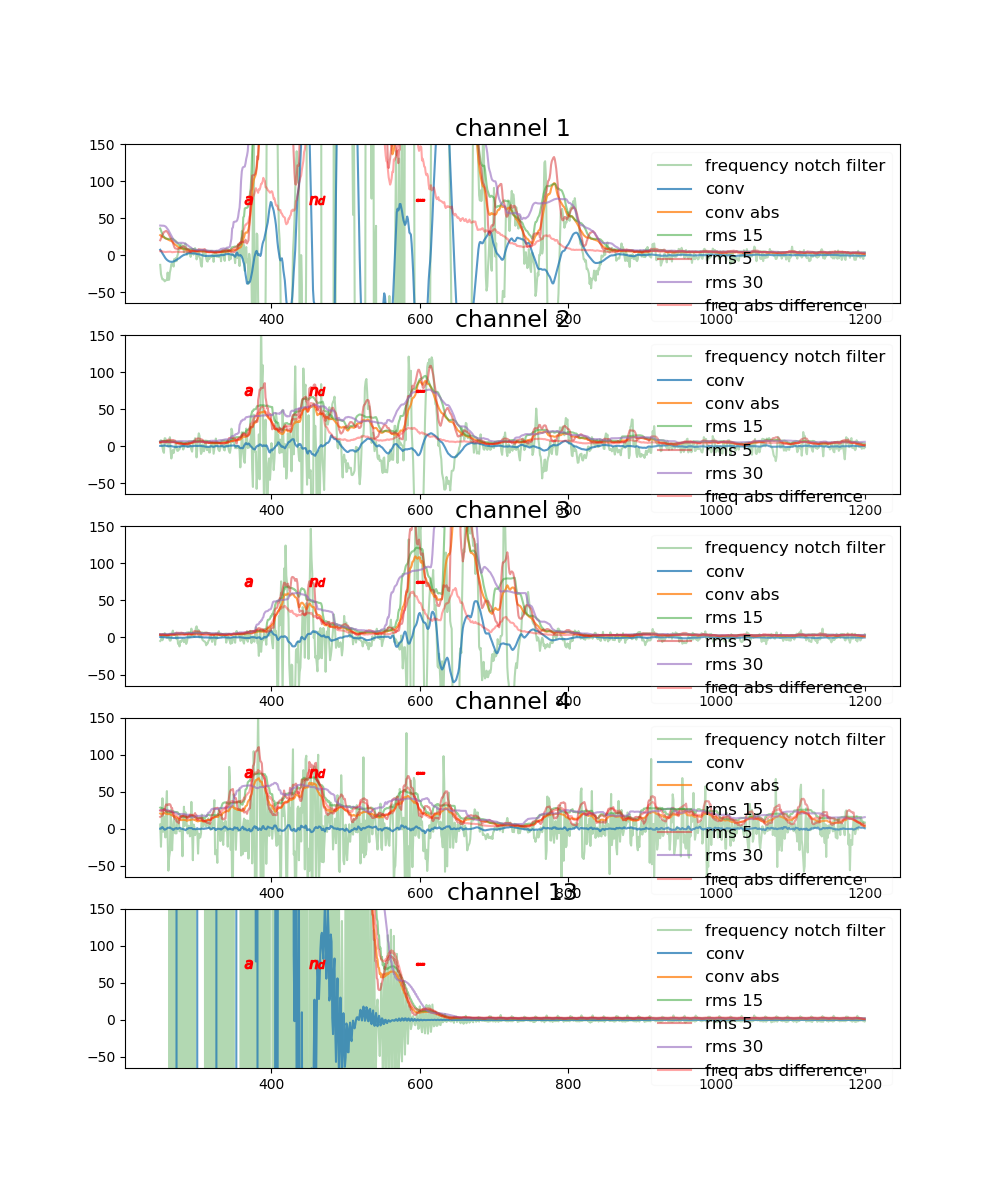 channel 1
150
100
50
0
−50
a
n
d
-
frequency notch filter
conv
conv abs
rms 15
rms 5
rms 30
freq abs difference
400 600 800 1000 1200
channel 2
150
100
50
0
−50
a
n
d
-
frequency notch filter
conv
conv abs
rms 15
rms 5
rms 30
freq abs difference
400 600 800 1000 1200
channel 3
150
100
50
0
−50
a
n
d
-
frequency notch filter
conv
conv abs
rms 15
rms 5
rms 30
freq abs difference
400 600 800 1000 1200
channel 4
150
100
50
0
−50
a
n
d
-
frequency notch filter
conv
conv abs
rms 15
rms 5
rms 30
freq abs difference
400 600 800 1000 1200
channel 13
150
100
50
0
−50
a
n
d
-
frequency notch filter
conv
conv abs
rms 15
rms 5
rms 30
freq abs difference
400 600 800 1000 1200